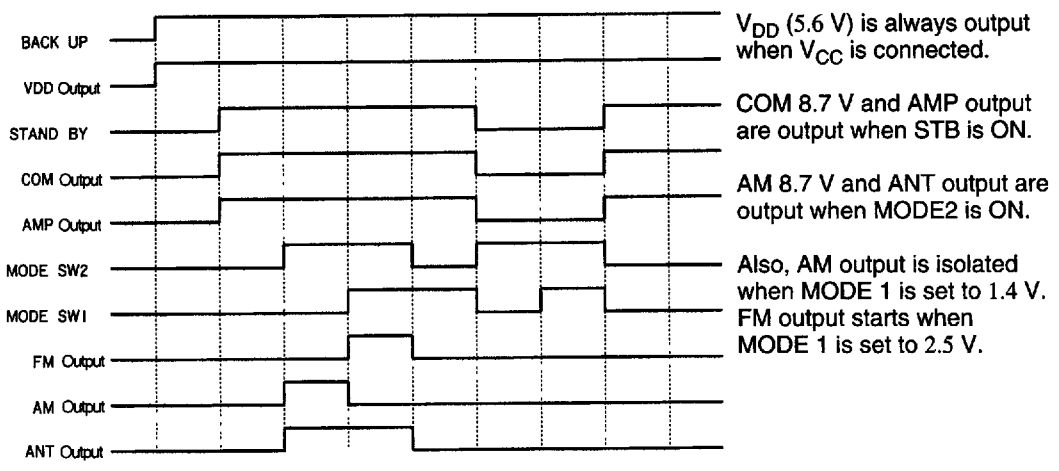 BACK UP
VDD Output
STAND BY
COM Output
AMP Output
MODE SW2
MODE SW1
FM Output
AM Output
ANT Output
VDD (5.6 V) is always output
when VCC is connected.
COM 8.7 V and AMP output
are output when STB is ON.
AM 8.7 V and ANT output are
output when MODE2 is ON.
Also, AM output is isolated
when MODE 1 is set to 1.4 V.
FM output starts when
MODE 1 is set to 2.5 V.